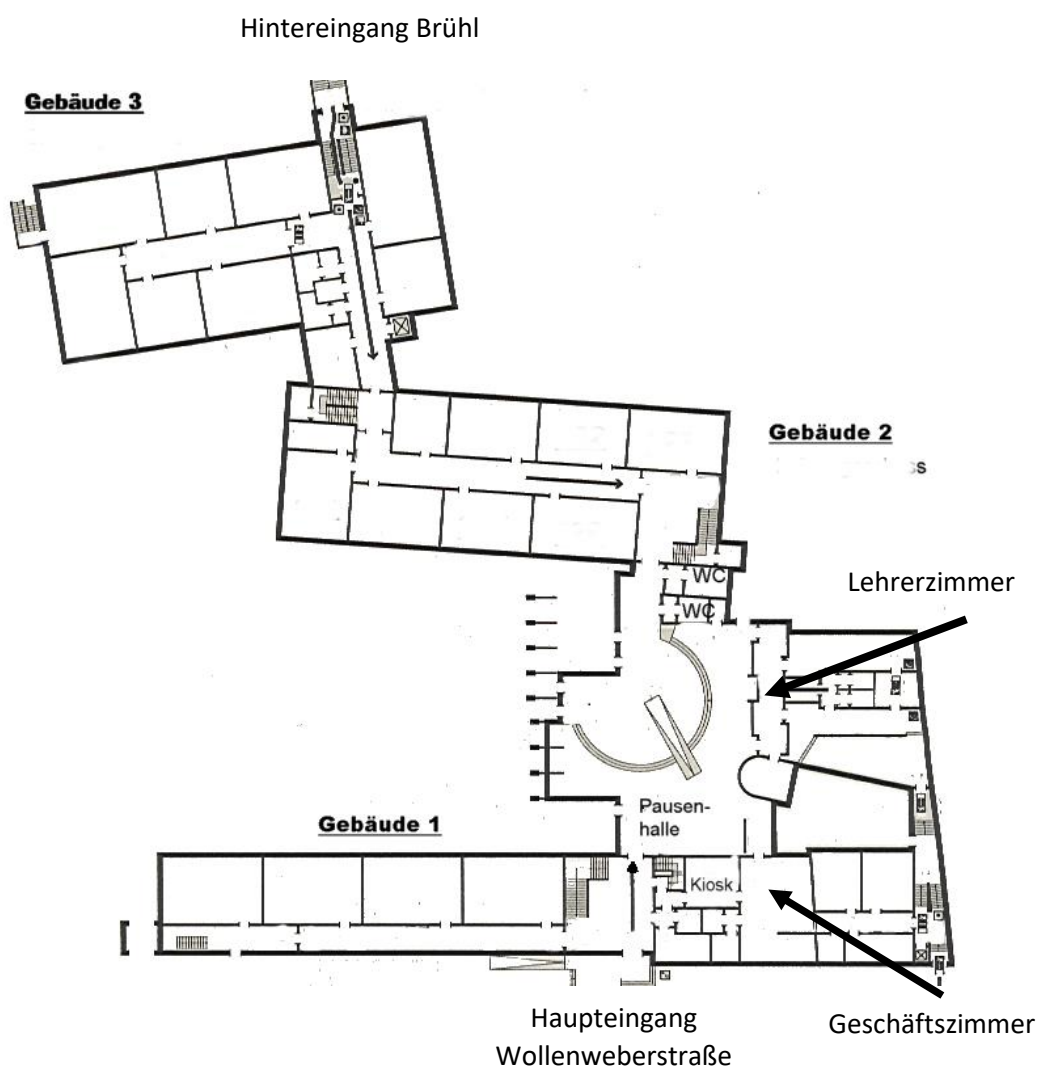 Hintereingang Brühl
Gebäude 3
Gebäude 2
s
WC
Lehrerzimmer
WC
Pausen-
halle
Gebäude 1
Kiosk
Haupteingang
Wollenweberstraße
Geschäftszimmer